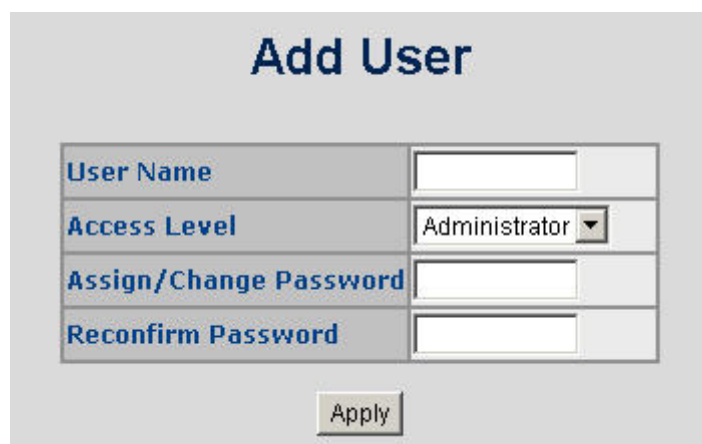 Add User
User Name
Access Level Administrator
Assign/Change Password
Reconfirm Password
Apply